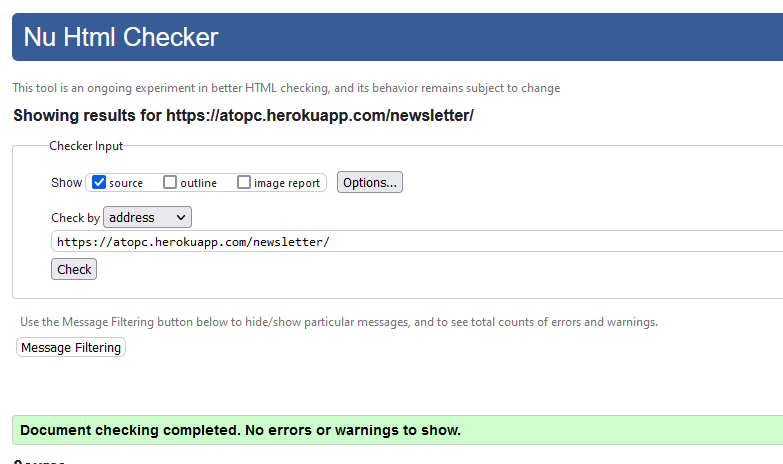 Nu Html Checker
This tool is an ongoing experiment in better HTML checking, and its behavior remains subject to change
Showing results for https://atopc.herokuapp.com/newsletter/
Checker Input
Show source outline image report Options...
Check by address
https://atopc.herokuapp.com/newsletter/
Check
Use the Message Filtering button below to hide/show particular messages, and to see total counts of errors and warnings.
Message Filtering
Document checking completed. No errors or warnings to show.